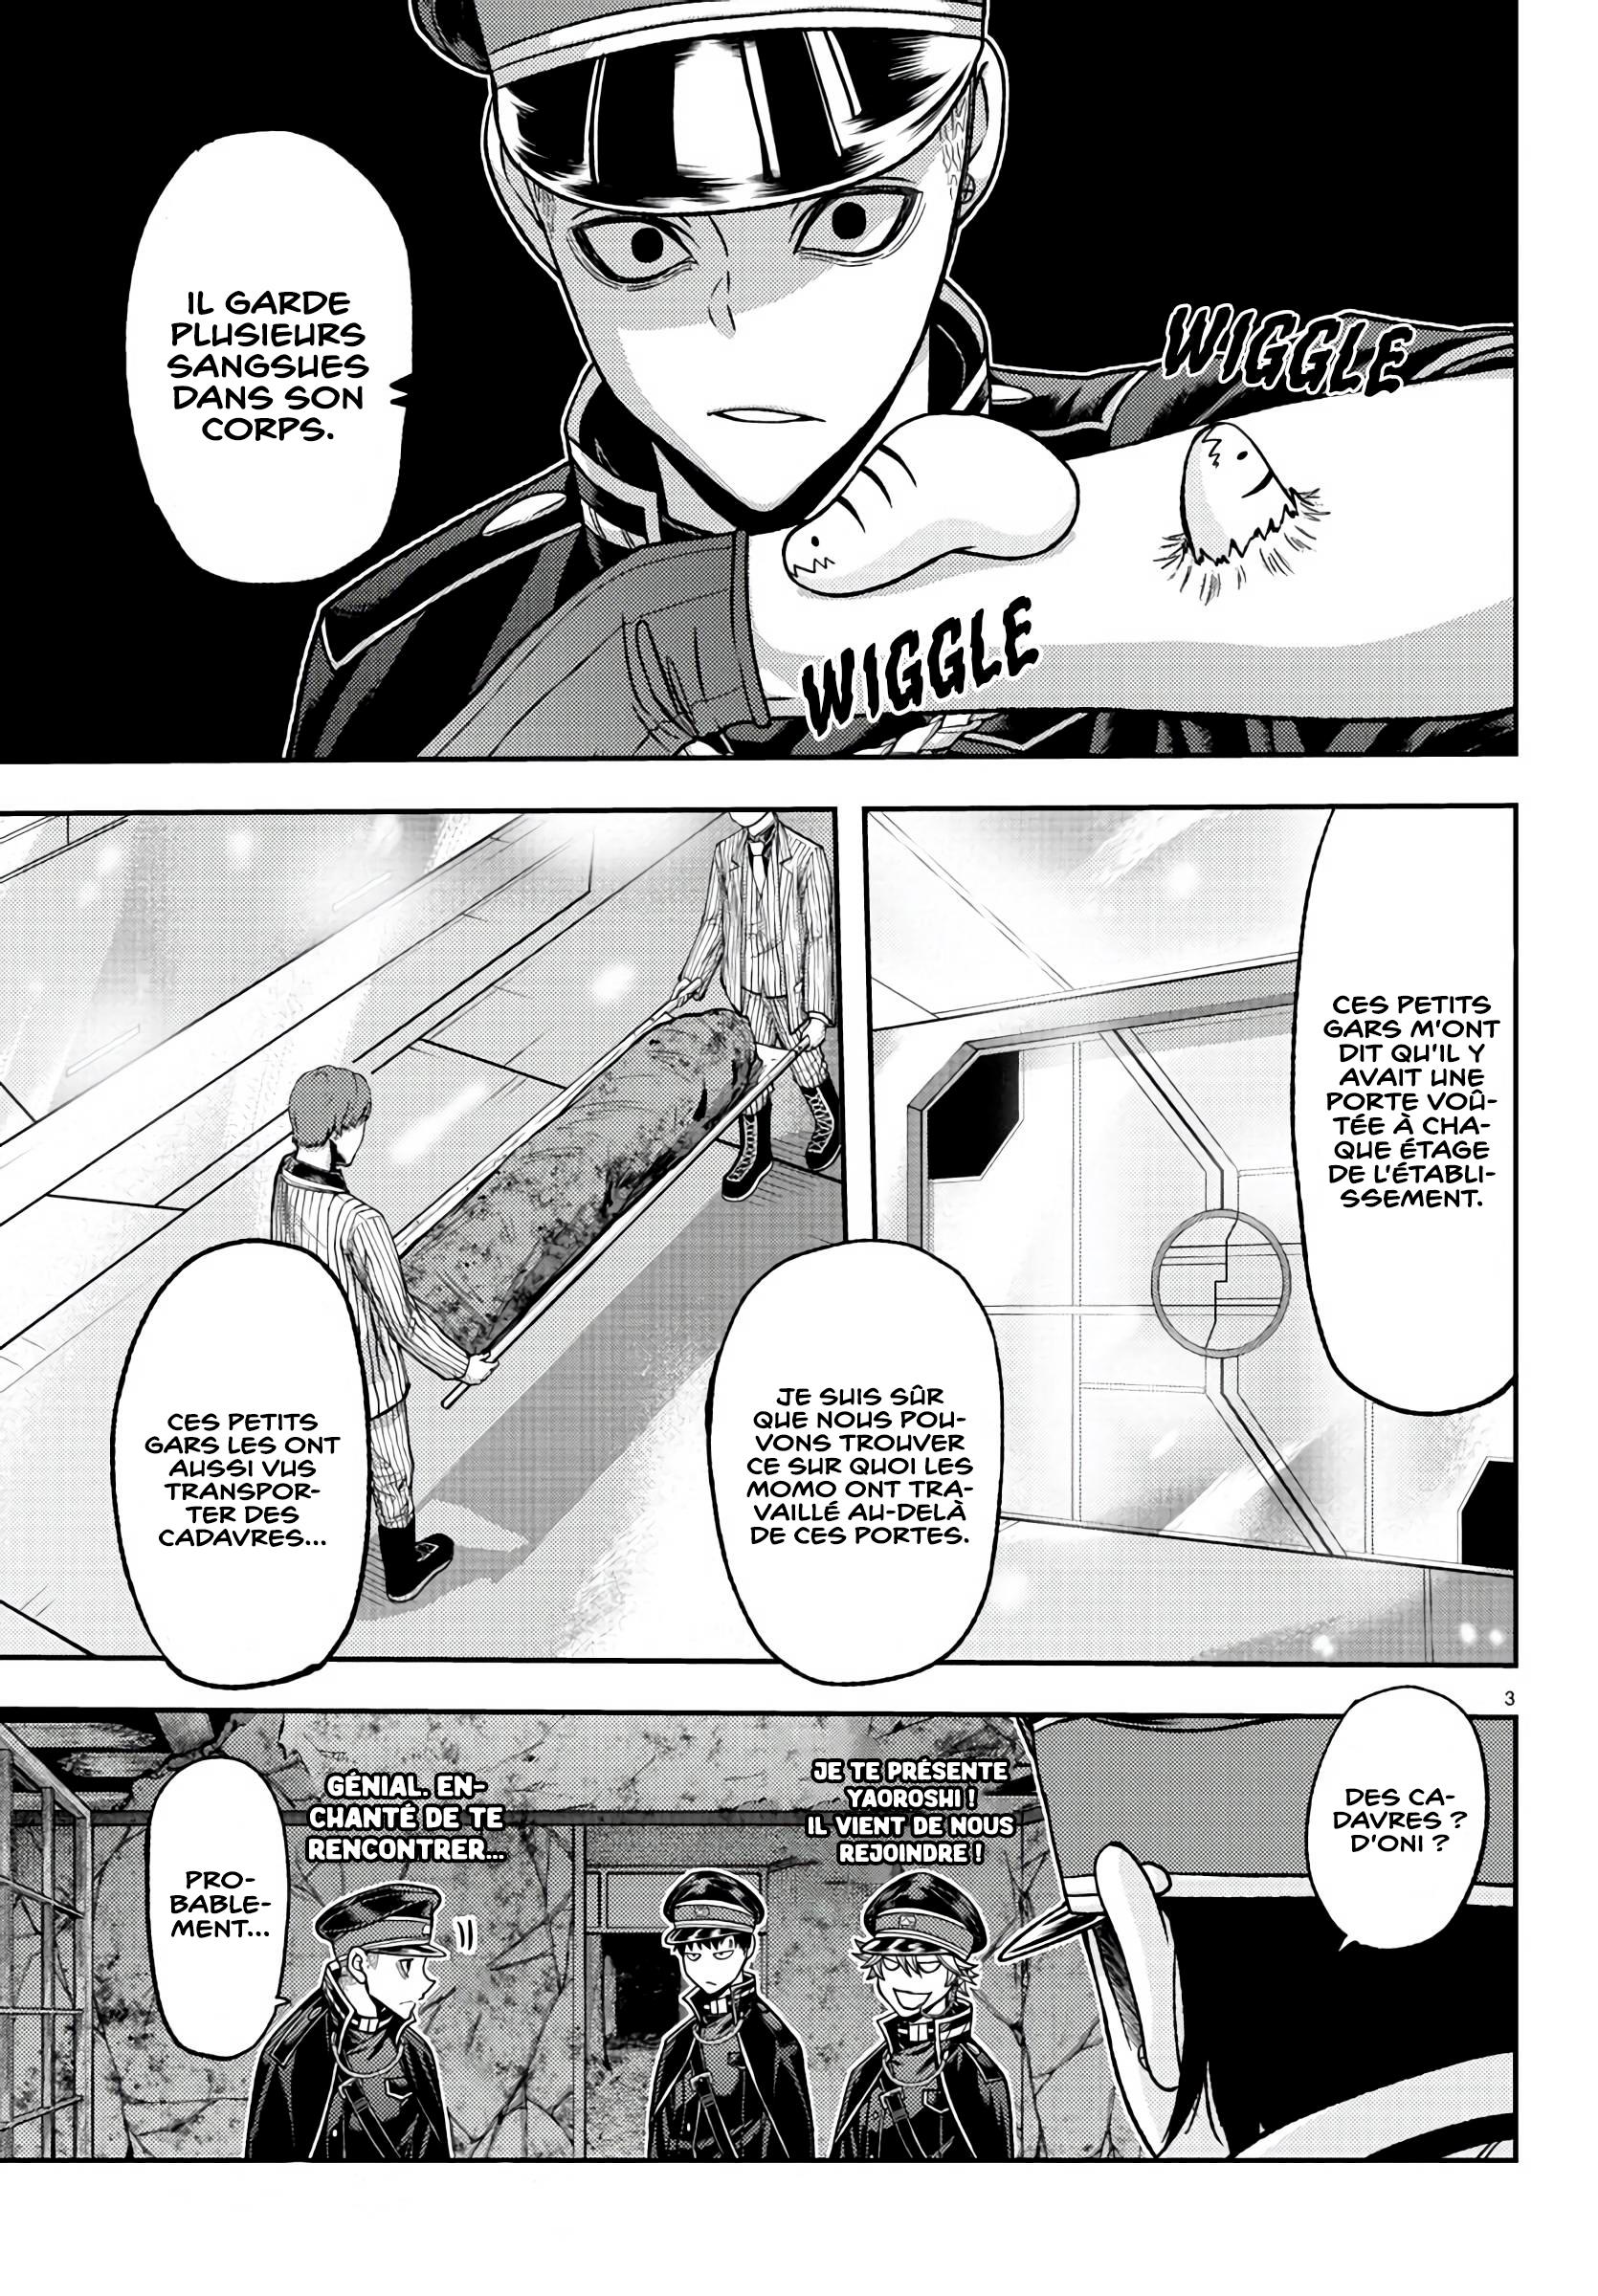 IL GARDE
PLUSIEURS
SANGSUES
DANS SON
CORPS.
WIGGLE
WIGGLE
CES PETITS
GARS M'ONT
DIT QU'IL Y
AVAIT UNE
PORTE VOÛ-
TÉE À CHA-
QUE ÉTAGE
DE L'ÉTABLI-
SSEMENT.
JE SUIS SÛR
QUE NOUS POU-
VONS TROUVER
CE SUR QUOI LES
MOMO ONT TRA-
VAILLÉ AU-DELÀ
DE CES PORTES.
CES PETITS
GARS LES ONT
AUSSI VUS
TRANSPOR-
TER DES
CADAVRES...
3
DES CA-
DAVRES ?
D'ONI ?
JE TE PRÉSENTE
YAOROSHI !
IL VIENT DE NOUS
REJOINDRE !
GÉNIAL. EN-
CHANTÉ DE TE
RENCONTRER...
PRO-
BABLE-
MENT...